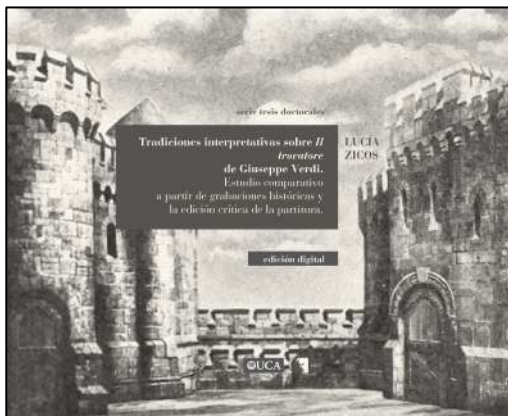 serie tesis doctorales
Tradiciones interpretativas sobre Il
trovatore
de Giuseppe Verdi.
Estudio comparativo
a partir de grabaciones históricas y
la edición crítica de la partitura.
LUCÍA
ZICOS
edición digital
UCA